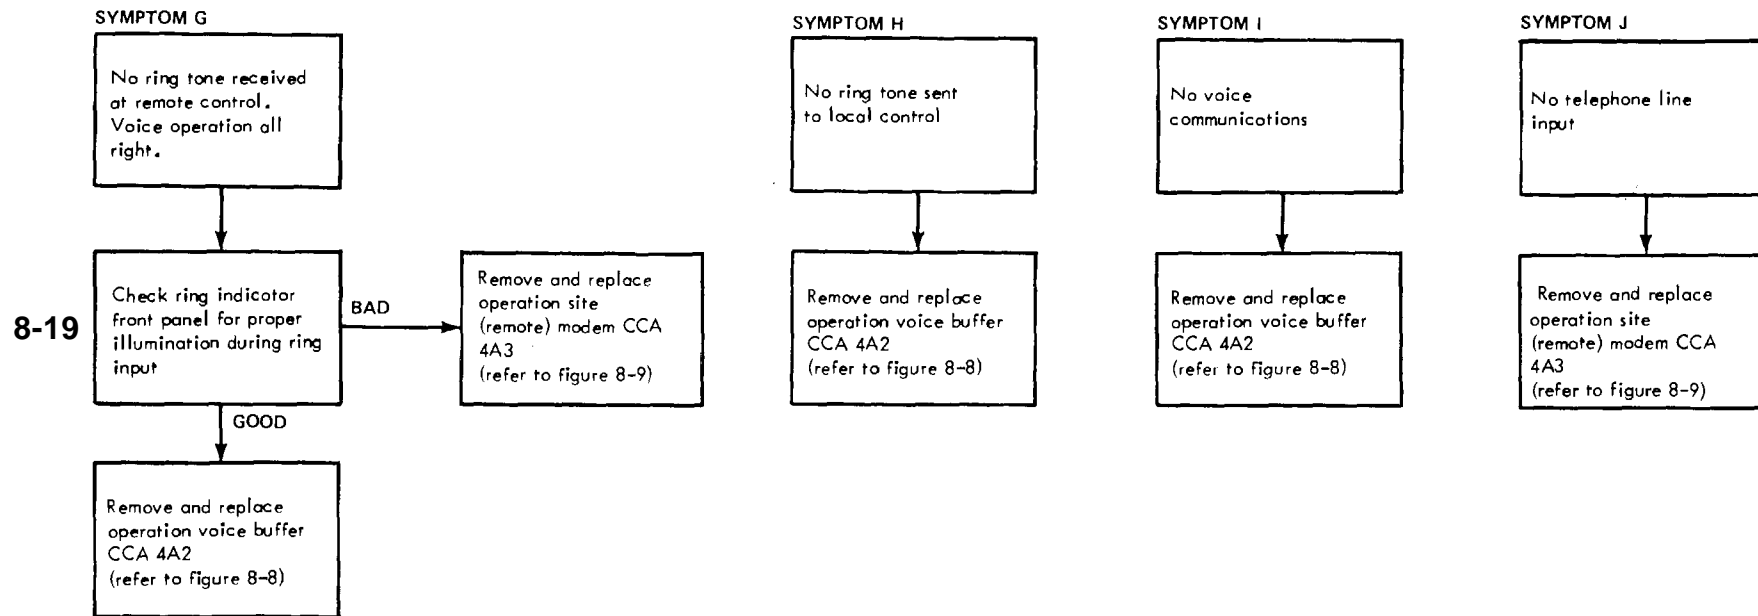 SYMPTOM G
No ring tone received
at remote control.
Voice operation all
right.
Check ring indicator
front panel for proper
illumination during ring
input
BAD
Remove and replace
operation site
(remote) modem CCA
4A3
(refer to figure 8-9)
GOOD
Remove and replace
operation voice buffer
CCA 4A2
(refer to figure 8-8)
SYMPTOM H
No ring tone sent
to local control
Remove and replace
operation voice buffer
CCA 4A2
(refer to figure 8-8)
SYMPTOM I
No voice
communications
Remove and replace
operation voice buffer
CCA 4A2
(refer to figure 8-8)
SYMPTOM J
No telephone line
input
Remove and replace
operation site
(remote) modem CCA
4A3
(refer to figure 8-9)
8-19